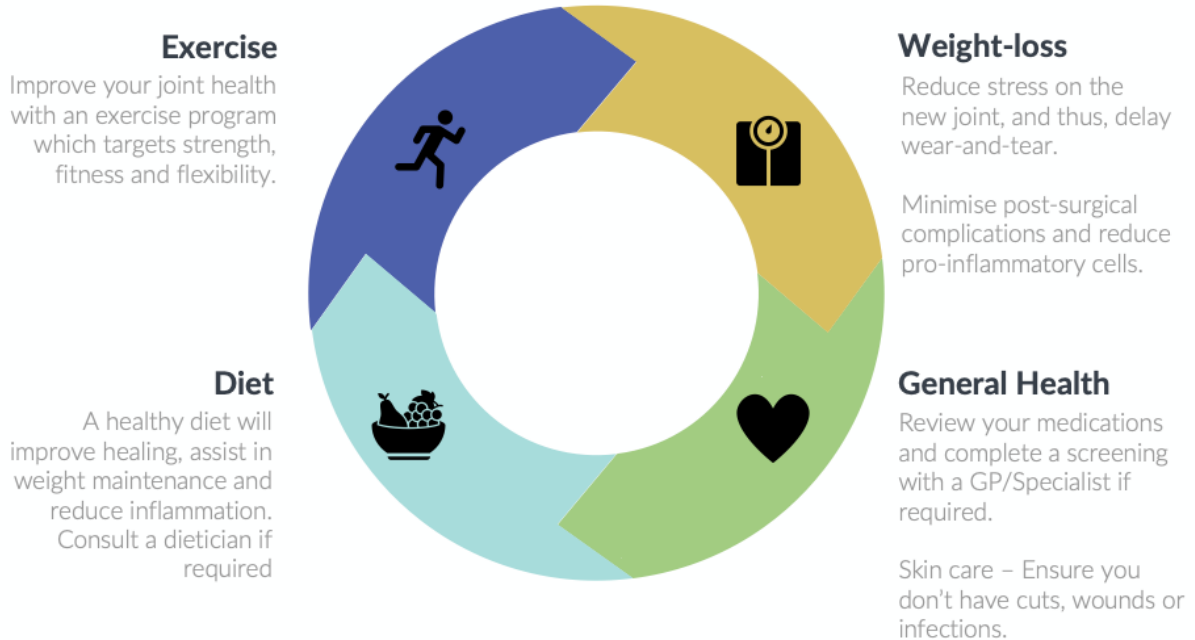 Exercise
Improve your joint health
with an exercise program
which targets strength,
fitness and flexibility.
Weight-loss
Reduce stress on the
new joint, and thus, delay
wear-and-tear.
Minimise post-surgical
complications and reduce
pro-inflammatory cells.
Diet
A healthy diet will
improve healing, assist in
weight maintenance and
reduce inflammation.
Consult a dietician if
required
General Health
Review your medications
and complete a screening
with a GP/Specialist if
required.
Skin care – Ensure you
don't have cuts, wounds or
infections.